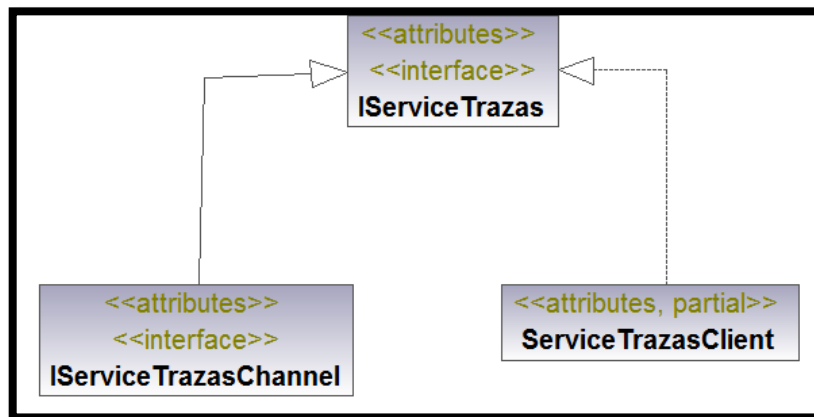 <<attributes>>
<<interface>>
IServiceTrazas
<<attributes>>
<<interface>>
IServiceTrazasChannel
<<attributes, partial>>
ServiceTrazasClient